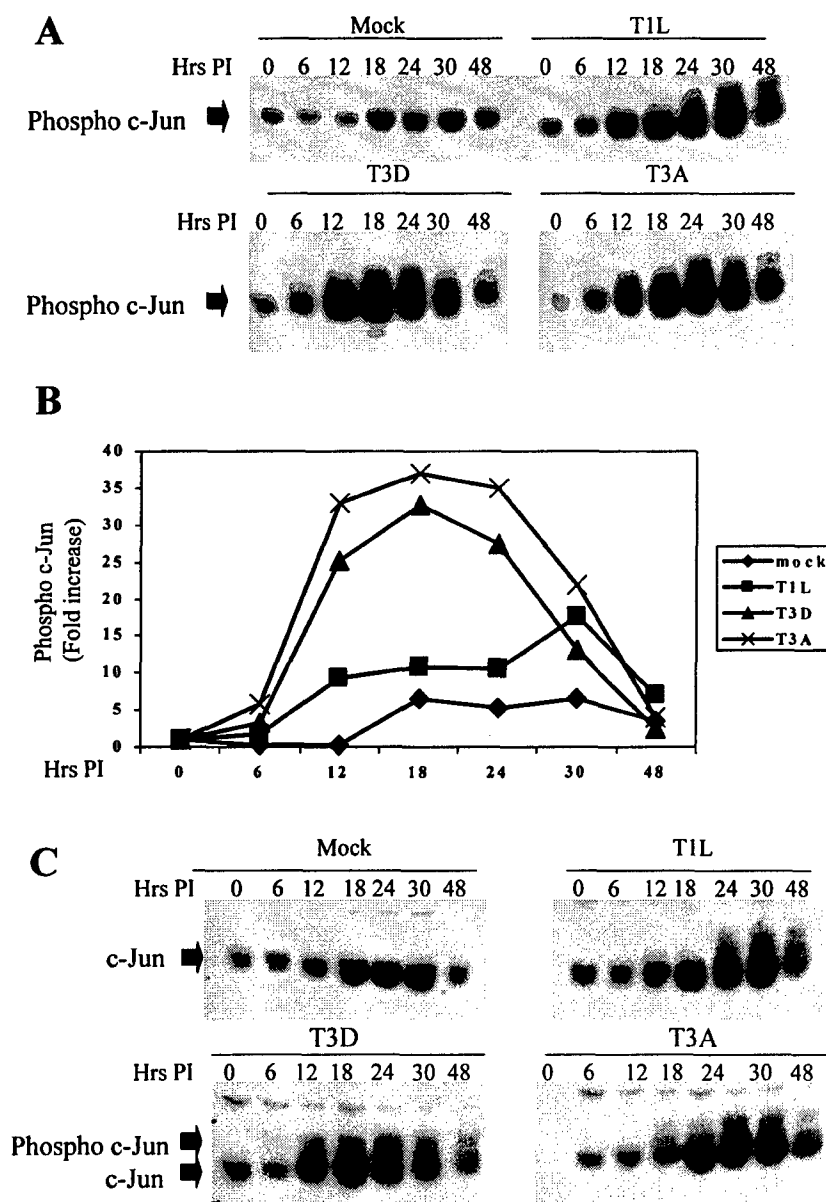 A
Mock T1L
Hrs PI 0 6 12 18 24 30 48 0 6 12 18 24 30 48
Phospho c-Jun
T3D T3A
Hrs PI 0 6 12 18 24 30 48 0 6 12 18 24 30 48
Phospho c-Jun
B
40
35
30
25
20
15
10
5
0
Phospho c-Jun
(Fold increase)
Hrs PI 0 6 12 18 24 30 48
mock
T1L
T3D
T3A
C
Mock T1L
Hrs PI 0 6 12 18 24 30 48 0 6 12 18 24 30 48
c-Jun
T3D T3A
Hrs PI 0 6 12 18 24 30 48 0 6 12 18 24 30 48
Phospho c-Jun
c-Jun